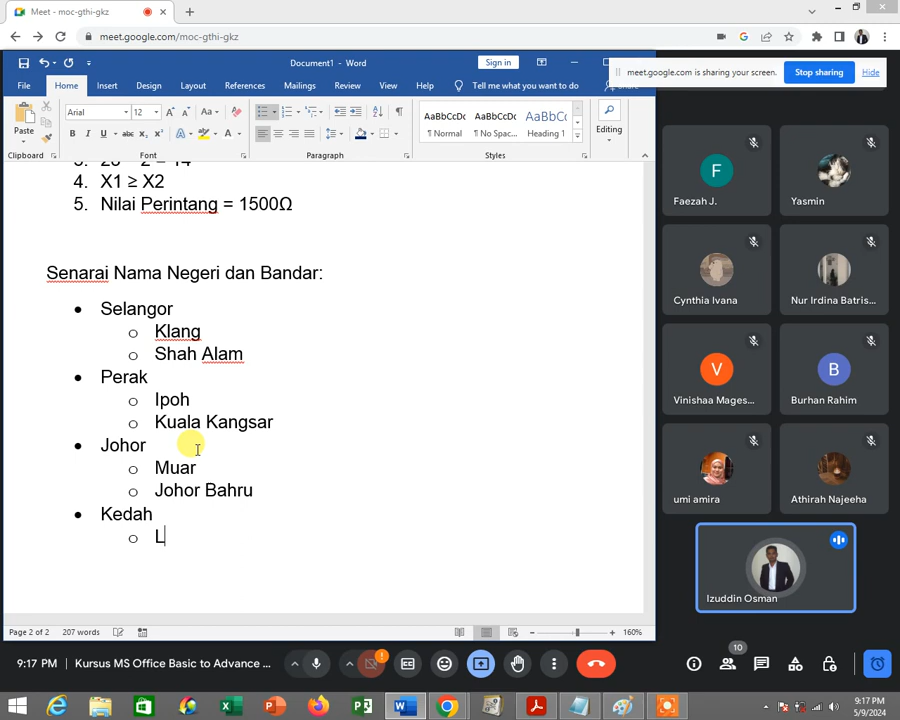 Meet - moc-gthi-gkz
meet.google.com/moc-gthi-gkz
Document1 - Word
Sign in
meet.google.com is sharing your screen.
Stop sharing
Hide
File
Home
Insert
Design
Layout
References
Mailings
Review
View
Help
Tell me what you want to do
Share
Paste
Arial
12
Aa
B I U abc X₂ X²
AaBbCcDc
AaBbCcDc
AaBbCc
¶ Normal
¶ No Spac...
Heading 1
Editing
Clipboard
Font
Paragraph
Styles
4. X1 ≥ X2
5. Nilai Perintang = 1500Ω
Senarai Nama Negeri dan Bandar:
• Selangor
o Klang
o Shah Alam
• Perak
o Ipoh
o Kuala Kangsar
• Johor
o Muar
o Johor Bahru
• Kedah
o L
F
Faezah J.
Yasmin
Cynthia Ivana
Nur Irdina Batris...
V
Vinishaa Mages...
B
Burhan Rahim
umi amira
Athirah Najeeha
Izuddin Osman
Page 2 of 2
207 words
160%
9:17 PM
Kursus MS Office Basic to Advance ...
10
9:17 PM
5/9/2024